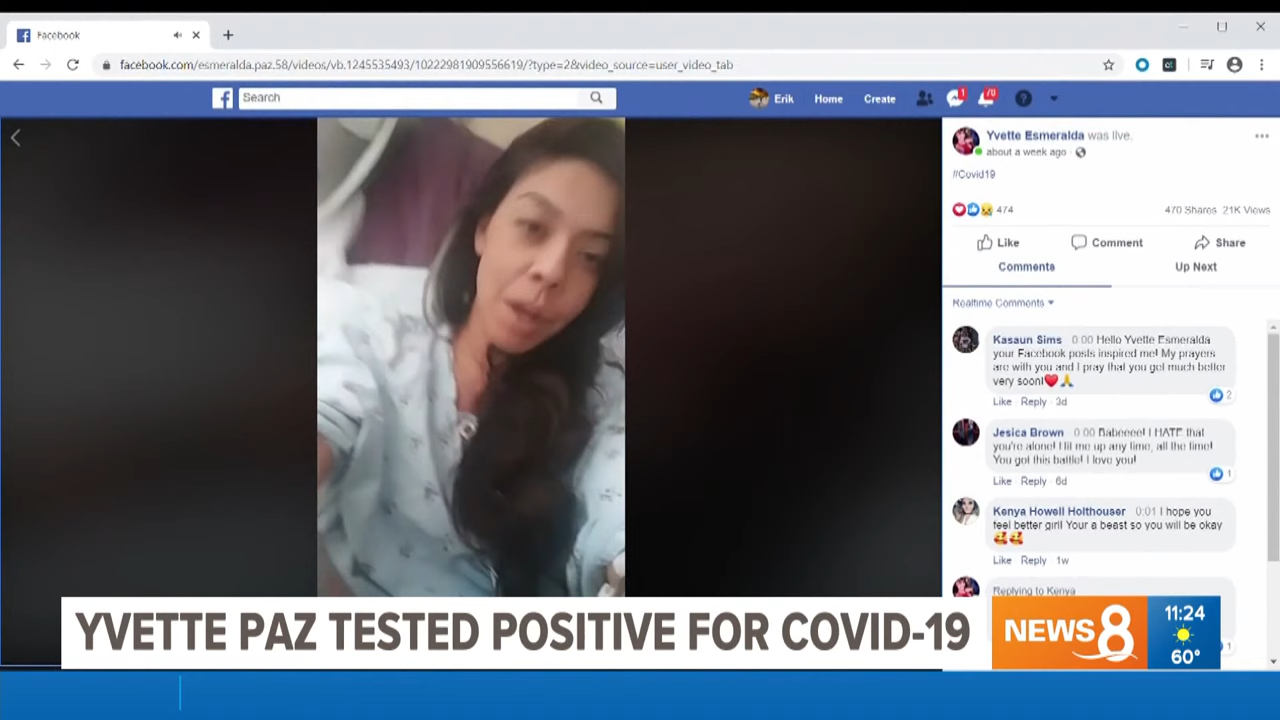 Facebook
facebook.com/esmeralda.paz.58/videos/vb.1245535493/10222981909556619/?type=2&video_source=user_video_tab
Search
Erik
Home
Create
1
70
Yvette Esmeralda was live.
about a week ago
#Covid19
474
470 Shares 21K Views
Like
Comment
Share
Comments
Up Next
Realtime Comments
Kasaun Sims 0:00 Hello Yvette Esmeralda
your Facebook posts inspired me! My prayers
are with you and I pray that you get much better
very soon!
2
Like Reply 3d
Jesica Brown 0:00 Babeeee! I HATE that
you're alone! Hit me up any time, all the time!
You got this battle! I love you!
1
Like Reply 6d
Kenya Howell Holthouser 0:01 I hope you
feel better girl! Your a beast so you will be okay
Like Reply 1w
Replying to Kenya
1
YVETTE PAZ TESTED POSITIVE FOR COVID-19
NEWS 8
11:24
60°